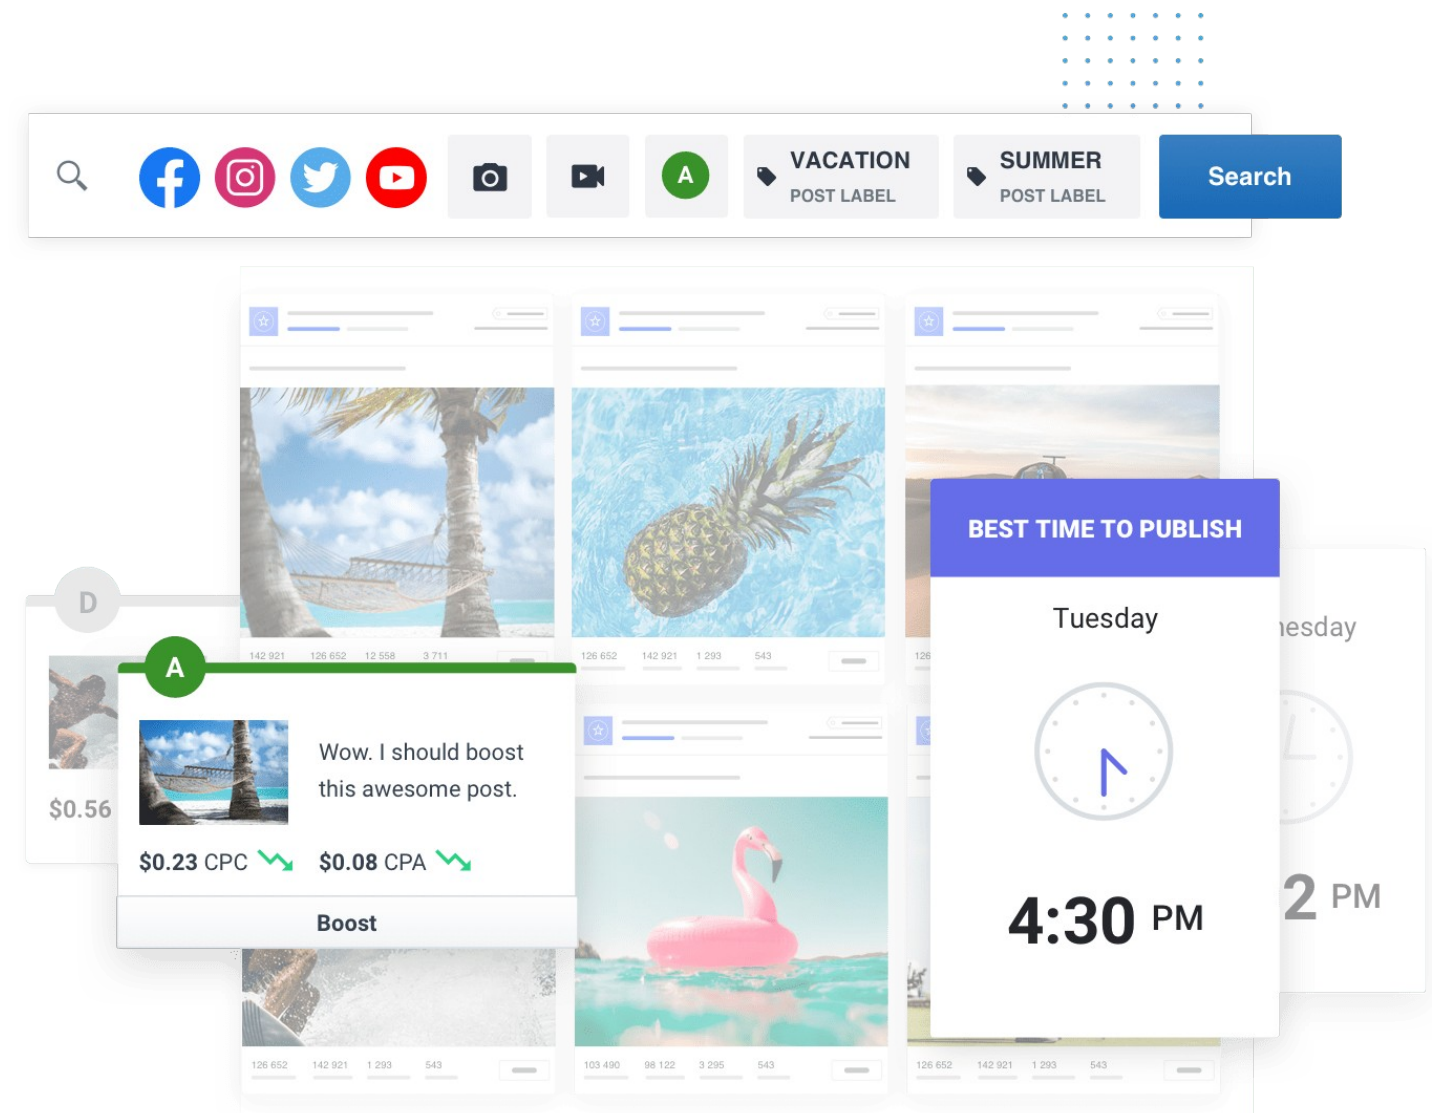 A
VACATION
POST LABEL
SUMMER
POST LABEL
Search
142 921 126 652 12 558 3 711
126 652 142 921 1 293 543
126
BEST TIME TO PUBLISH
Tuesday
4:30 PM
nesday
2 PM
D
$0.56
A
Wow. I should boost
this awesome post.
$0.23 CPC
$0.08 CPA
Boost
126 652 142 921 1 293 543
103 490 98 122 3 295 543
126 652 142 921 1 293 543